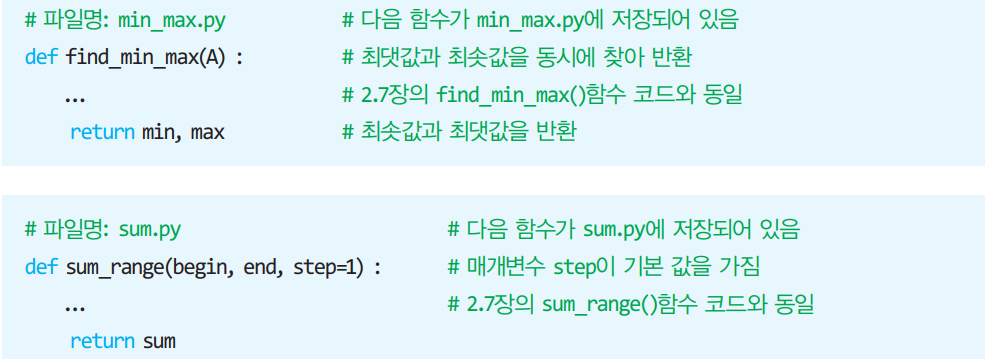 # 파일명: min_max.py # 다음 함수가 min_max.py에 저장되어 있음
def find_min_max(A) : # 최댓값과 최솟값을 동시에 찾아 반환
... # 2.7장의 find_min_max()함수 코드와 동일
return min, max # 최솟값과 최댓값을 반환
# 파일명: sum.py # 다음 함수가 sum.py에 저장되어 있음
def sum_range(begin, end, step=1) : # 매개변수 step이 기본 값을 가짐
... # 2.7장의 sum_range()함수 코드와 동일
return sum